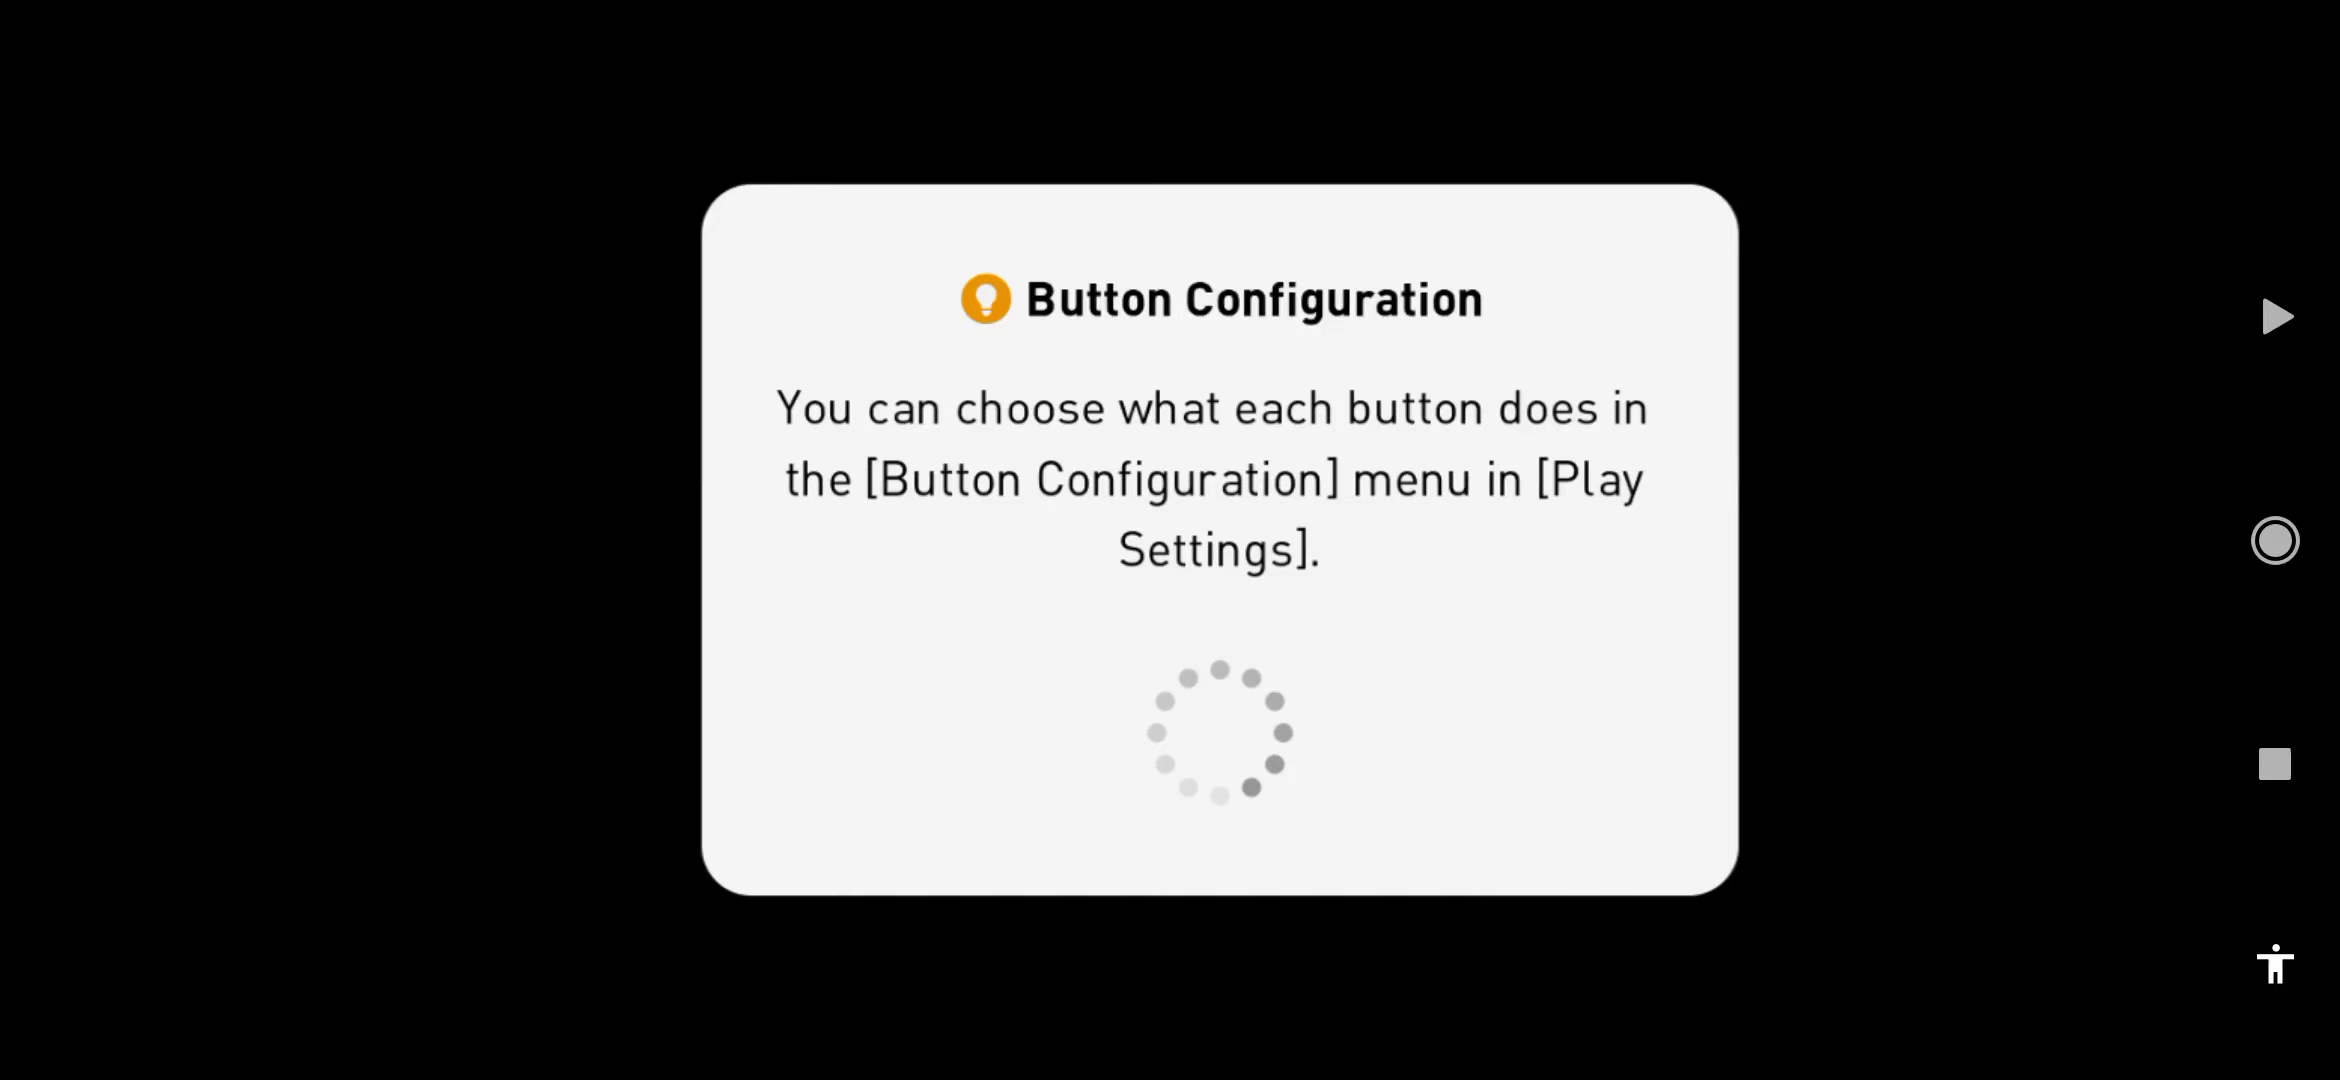 Button Configuration
You can choose what each button does in
the [Button Configuration] menu in [Play
Settings].